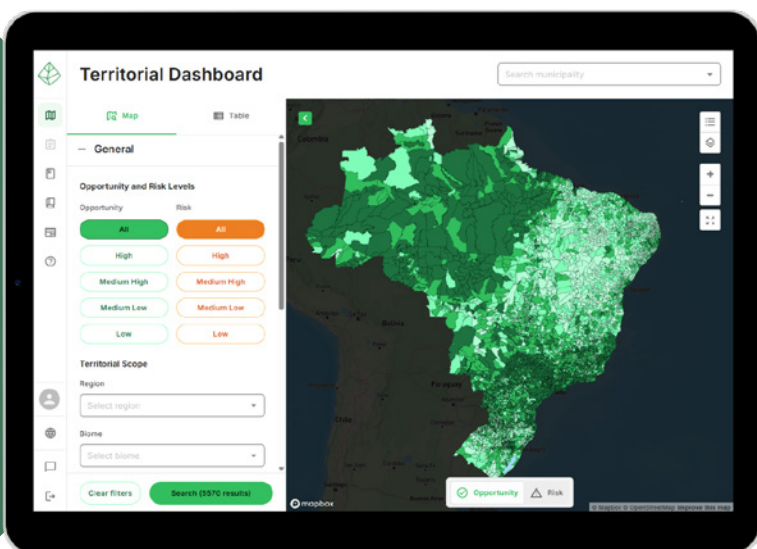 Territorial Dashboard
Search municipality
Map
Table
General
Opportunity and Risk Levels
Opportunity
Risk
All
All
High
High
Medium High
Medium High
Medium Low
Medium Low
Low
Low
Territorial Scope
Region
Select region
Biome
Select biome
Clear filters
Search (5570 results)
Colombia
Bolivia
Paraguay
Chile
mapbox
Opportunity
Risk
© Mapbox © OpenStreetMap Improve this map